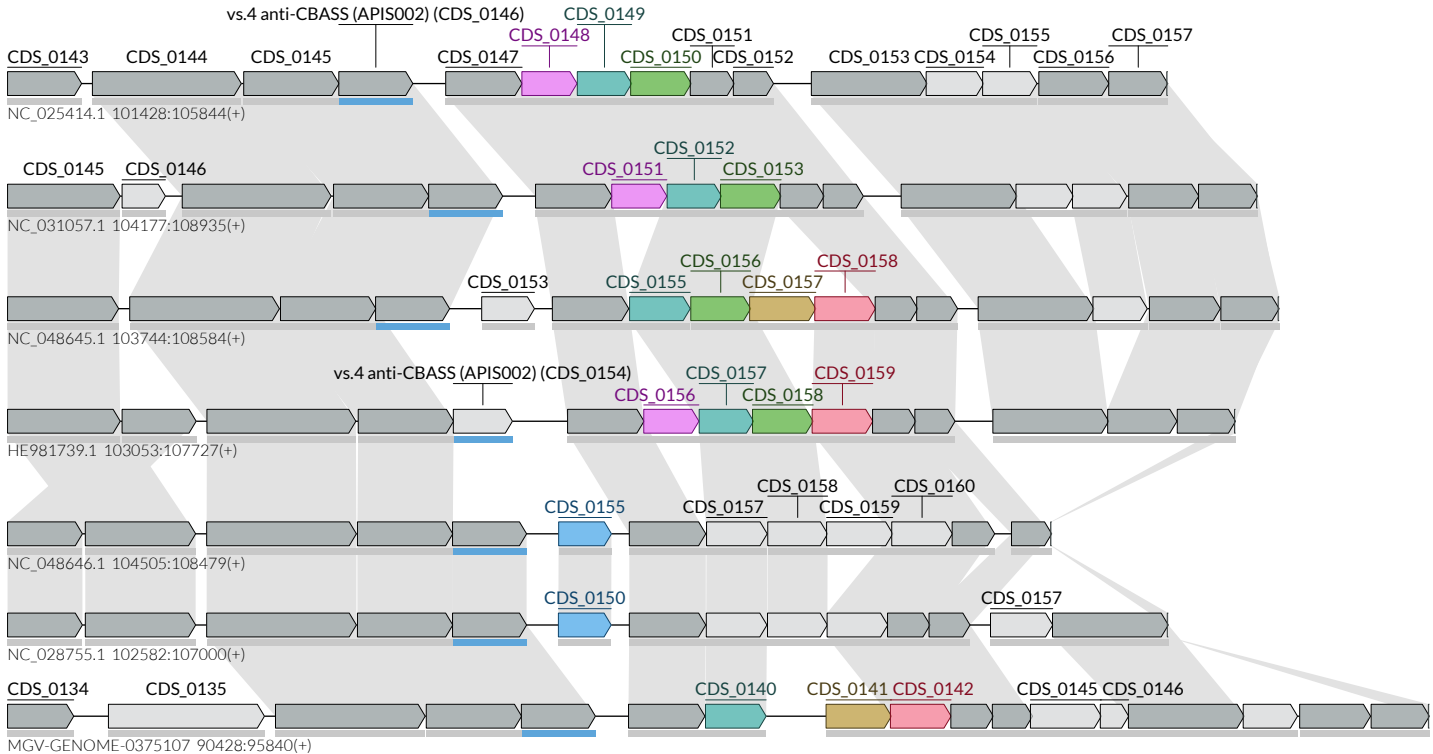 vs.4 anti-CBASS (APIS002) (CDS_0146) CDS_0149
CDS_0148 CDS_0151 CDS_0155 CDS_0157
CDS_0143 CDS_0144 CDS_0145 CDS_0147 CDS_0150 CDS_0152 CDS_0153 CDS_0154 CDS_0156
NC_025414.1 101428:105844(+)
CDS_0152
CDS_0145 CDS_0146 CDS_0151 CDS_0153
NC_031057.1 104177:108935(+)
CDS_0156 CDS_0158
CDS_0153 CDS_0155 CDS_0157
NC_048645.1 103744:108584(+)
vs.4 anti-CBASS (APIS002) (CDS_0154) CDS_0157 CDS_0159
CDS_0156 CDS_0158
HE981739.1 103053:107727(+)
CDS_0158 CDS_0160
CDS_0155 CDS_0157 CDS_0159
NC_048646.1 104505:108479(+)
CDS_0150 CDS_0157
NC_028755.1 102582:107000(+)
CDS_0134 CDS_0135 CDS_0140 CDS_0141 CDS_0142 CDS_0145 CDS_0146
MGV-GENOME-0375107 90428:95840(+)